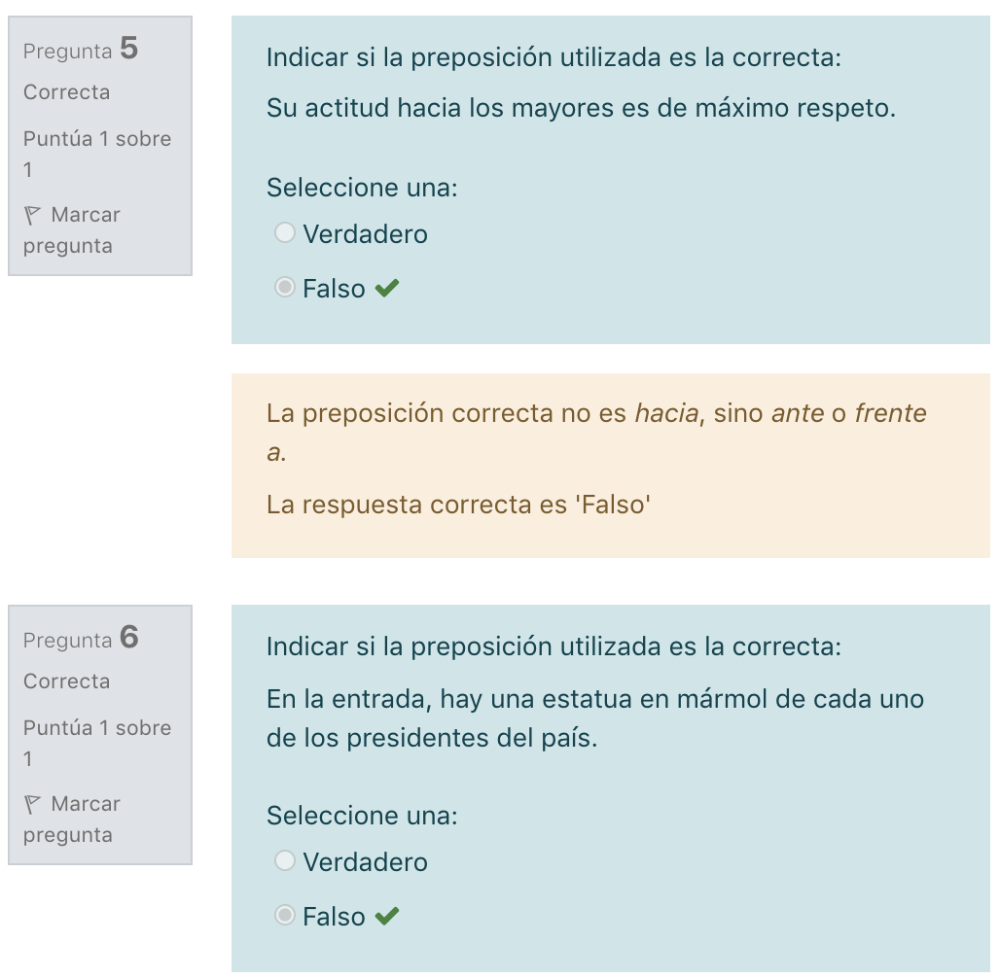 Pregunta 5
Correcta
Puntúa 1 sobre
1
Marcar
pregunta
Indicar si la preposición utilizada es la correcta:
Su actitud hacia los mayores es de máximo respeto.
Seleccione una:
Verdadero
Falso
La preposición correcta no es hacia, sino ante o frente
a.
La respuesta correcta es 'Falso'
Pregunta 6
Correcta
Puntúa 1 sobre
1
Marcar
pregunta
Indicar si la preposición utilizada es la correcta:
En la entrada, hay una estatua en mármol de cada uno
de los presidentes del país.
Seleccione una:
Verdadero
Falso